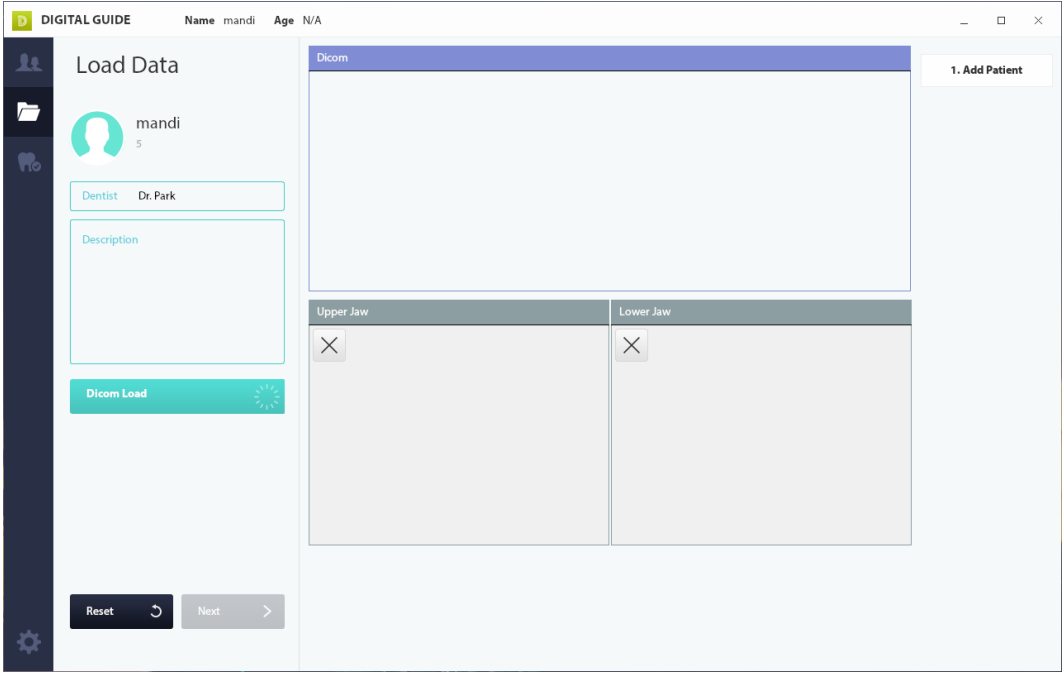 D DIGITAL GUIDE Name mandi Age N/A
Load Data
mandi
5
Dentist Dr. Park
Description
Dicom Load
Reset
Next
Dicom
Upper Jaw
Lower Jaw
1. Add Patient